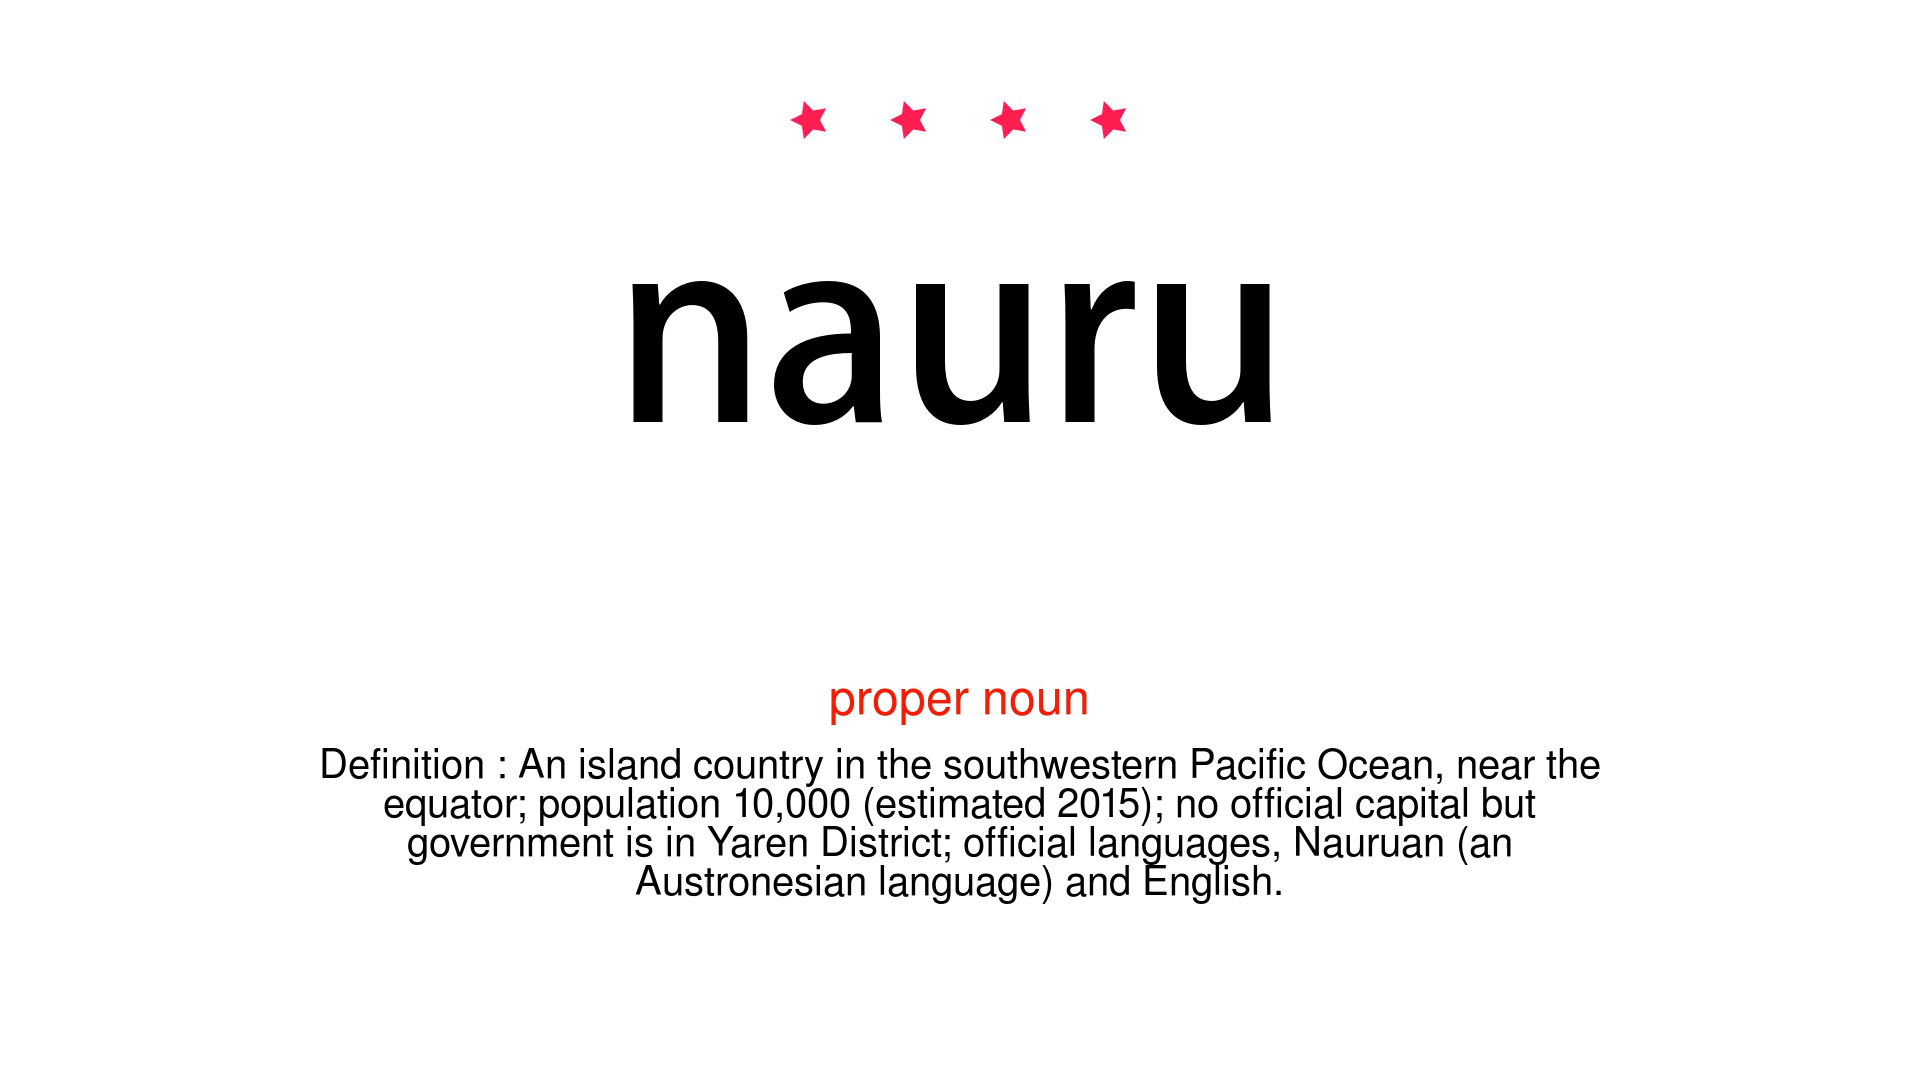 nauru
proper noun
Definition : An island country in the southwestern Pacific Ocean, near the
equator; population 10,000 (estimated 2015); no official capital but
government is in Yaren District; official languages, Nauruan (an
Austronesian language) and English.